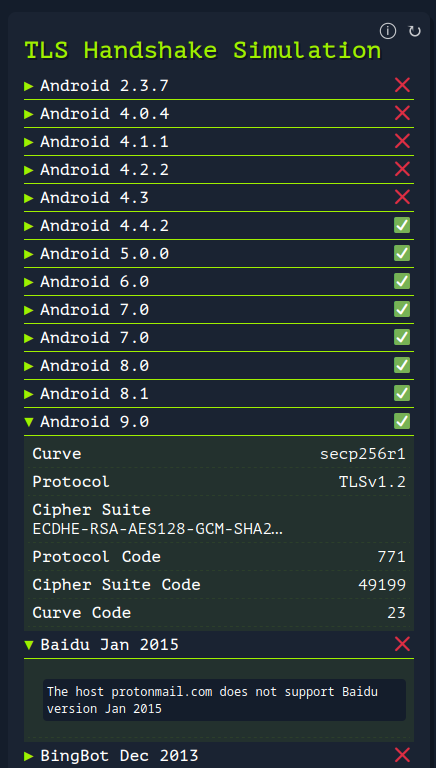 TLS Handshake Simulation
Android 2.3.7
Android 4.0.4
Android 4.1.1
Android 4.2.2
Android 4.3
Android 4.4.2
Android 5.0.0
Android 6.0
Android 7.0
Android 7.0
Android 8.0
Android 8.1
Android 9.0
Curve secp256r1
Protocol TLSv1.2
Cipher Suite
ECDHE-RSA-AES128-GCM-SHA2…
Protocol Code 771
Cipher Suite Code 49199
Curve Code 23
Baidu Jan 2015
The host protonmail.com does not support Baidu
version Jan 2015
BingBot Dec 2013